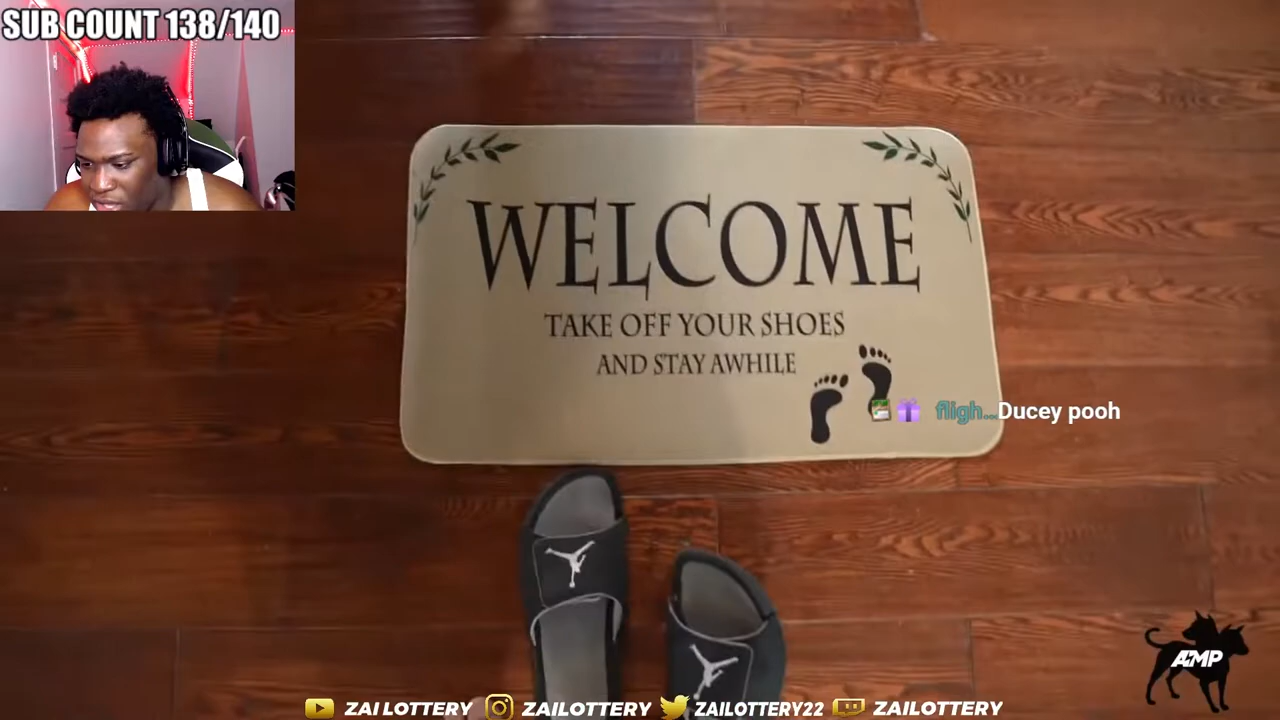 SUB COUNT 138/140
WELCOME
TAKE OFF YOUR SHOES
AND STAY AWHILE
fligh...Ducey pooh
AMP
ZAI LOTTERY ZAILOTTERY ZAILOTTERY22 ZAILOTTERY